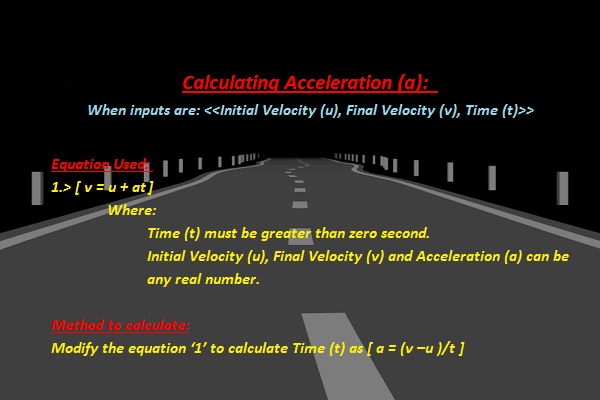 Calculating Acceleration (a):
When inputs are: <<Initial Velocity (u), Final Velocity (v), Time (t)>>
Equation Used:
1.> [ v = u + at ]
Where:
Time (t) must be greater than zero second.
Initial Velocity (u), Final Velocity (v) and Acceleration (a) can be
any real number.
Method to calculate:
Modify the equation ‘1’ to calculate Time (t) as [ a = (v –u )/t ]